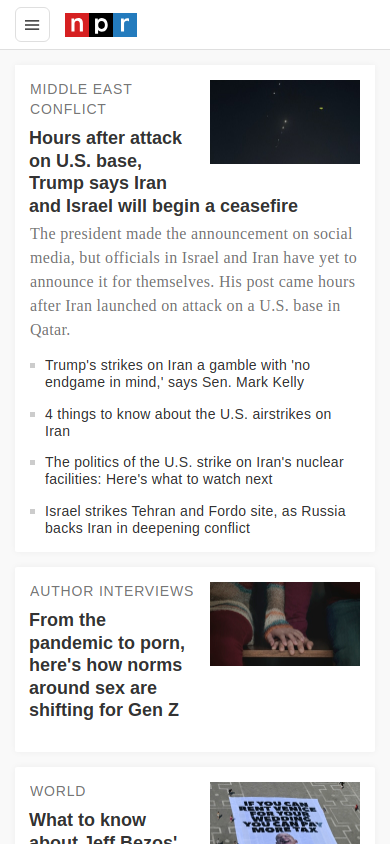 npr
MIDDLE EAST
CONFLICT
Hours after attack
on U.S. base,
Trump says Iran
and Israel will begin a ceasefire
The president made the announcement on social
media, but officials in Israel and Iran have yet to
announce it for themselves. His post came hours
after Iran launched on attack on a U.S. base in
Qatar.
Trump's strikes on Iran a gamble with 'no
endgame in mind,' says Sen. Mark Kelly
4 things to know about the U.S. airstrikes on
Iran
The politics of the U.S. strike on Iran's nuclear
facilities: Here's what to watch next
Israel strikes Tehran and Fordo site, as Russia
backs Iran in deepening conflict
AUTHOR INTERVIEWS
From the
pandemic to porn,
here's how norms
around sex are
shifting for Gen Z
WORLD
What to know
about Jeff Bezos'
IF YOU CAN
RENT VENICE
FOR YOUR
WEDDING
YOU CAN PAY
MORE TAX